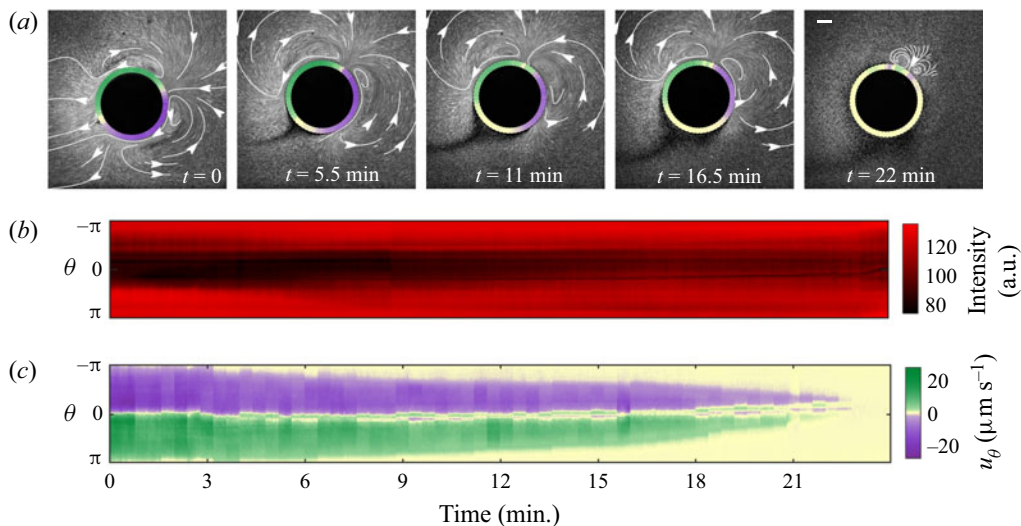 (a)
t = 0
t = 5.5 min
t = 11 min
t = 16.5 min
t = 22 min
(b)
−π
θ 0
π
120
100
80
Intensity
(a.u.)
(c)
−π
θ 0
π
20
0
−20
uθ (μm s−1)
0 3 6 9 12 15 18 21
Time (min.)